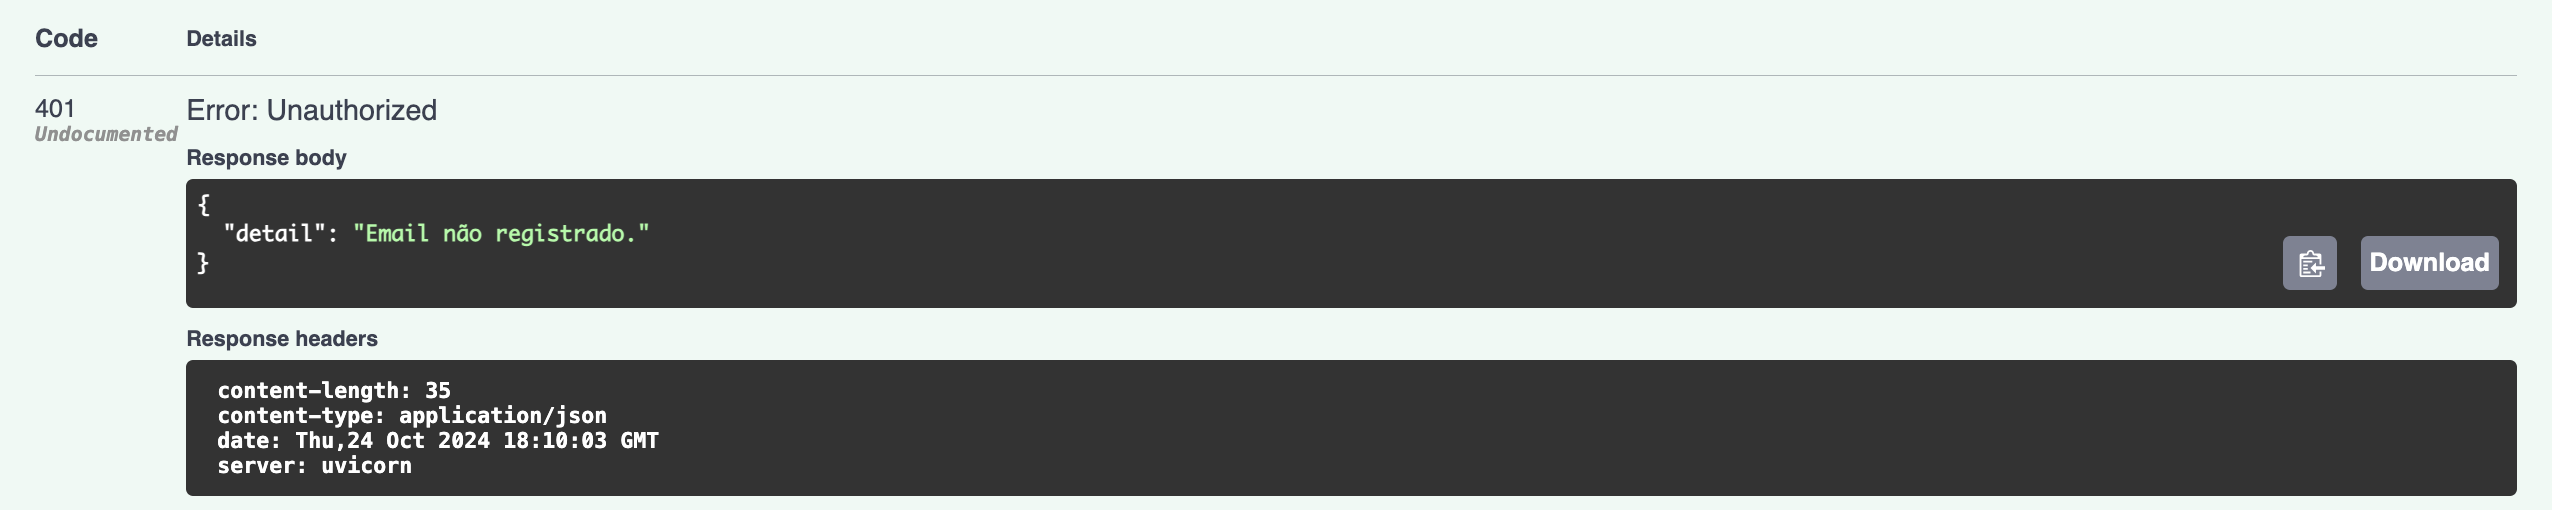 Code Details
401 Error: Unauthorized
Undocumented
Response body
{
"detail": "Email não registrado."
}
Download
Response headers
content-length: 35
content-type: application/json
date: Thu,24 Oct 2024 18:10:03 GMT
server: uvicorn